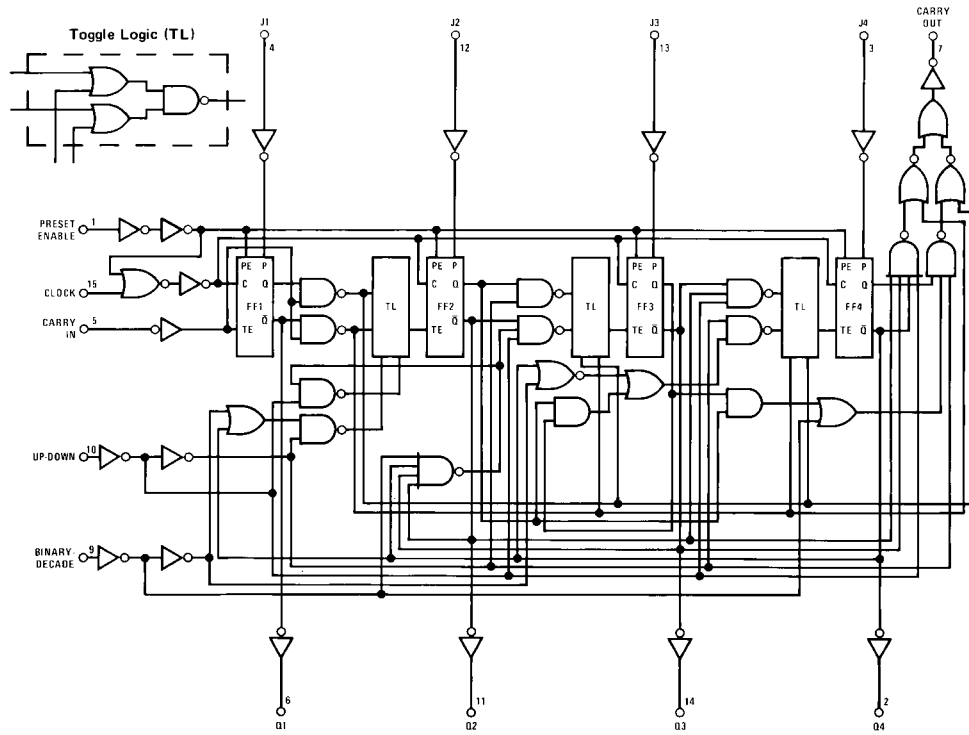 J1
J2
J3
J4
CARRY
OUT
4
12
13
3
7
Toggle Logic (TL)
PRESET
ENABLE
1
CLOCK
15
CARRY
IN
5
PE P
C Q
FF1
TE Q̅
TL
PE P
C Q
FF2
TE Q̅
TL
PE P
C Q
FF3
TE Q̅
TL
PE P
C Q
FF4
TE Q̅
UP-DOWN
10
BINARY-
DECADE
9
6
11
14
2
Q1
Q2
Q3
Q4